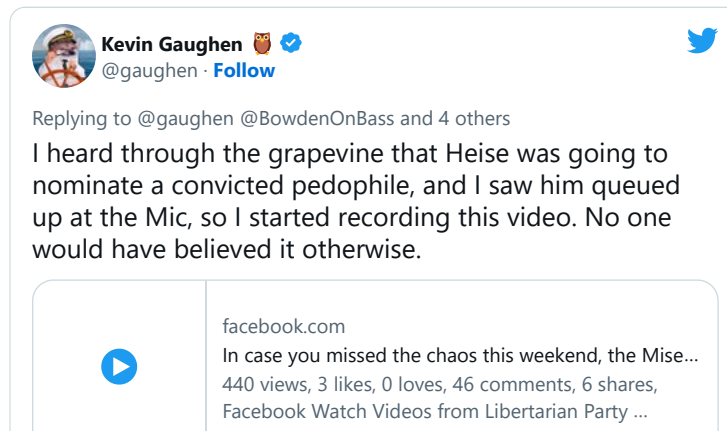 Kevin Gaughen 🦉
@gaughen · Follow
Replying to @gaughen @BowdenOnBass and 4 others
I heard through the grapevine that Heise was going to
nominate a convicted pedophile, and I saw him queued
up at the Mic, so I started recording this video. No one
would have believed it otherwise.
facebook.com
In case you missed the chaos this weekend, the Mise...
440 views, 3 likes, 0 loves, 46 comments, 6 shares,
Facebook Watch Videos from Libertarian Party ...